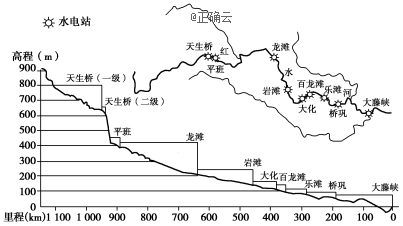 水电站
@正确云
高程(m)
900
800
700
600
500
400
300
200
100
0
天生桥(一级)
天生桥(二级)
平班
龙滩
岩滩
大化
百龙滩
乐滩
桥巩
大藤峡
天生桥
红
平班
龙滩
水
岩滩
百龙滩
大化
乐滩
河
桥巩
大藤峡
里程(km) 1 100 1 000 900 800 700 600 500 400 300 200 100 0